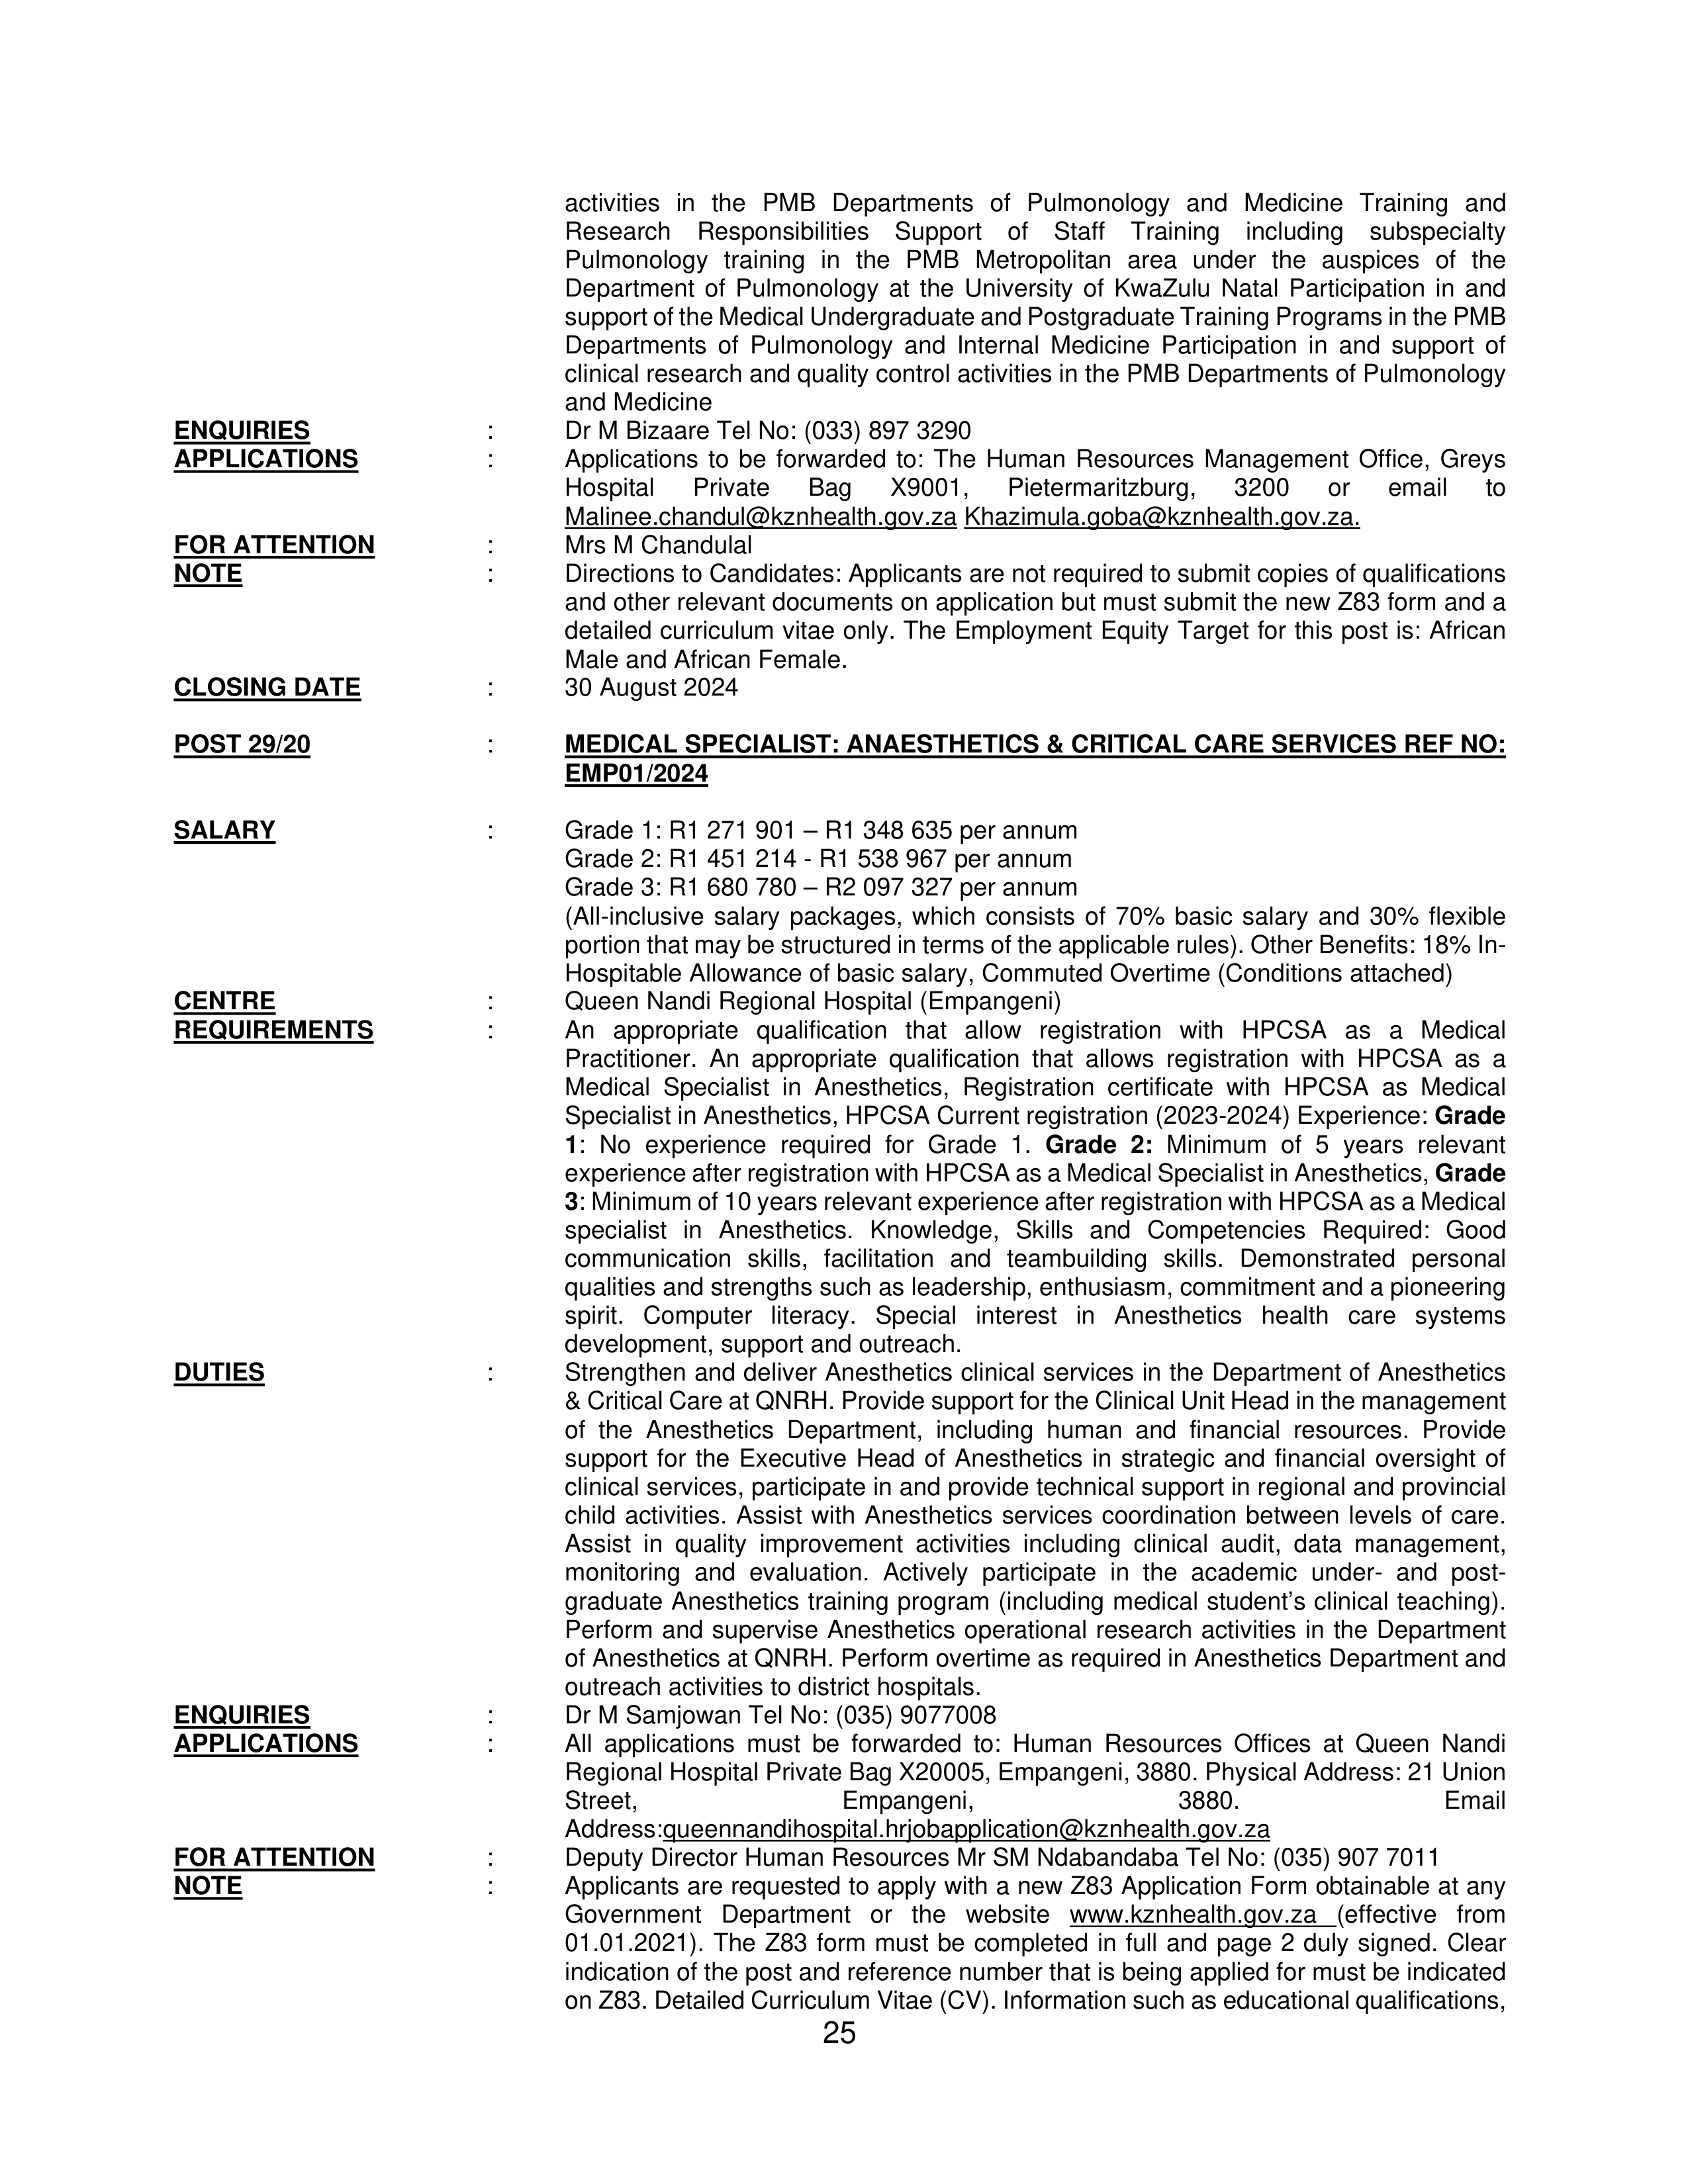 activities in the PMB Departments of Pulmonology and Medicine Training and
Research Responsibilities Support of Staff Training including subspecialty
Pulmonology training in the PMB Metropolitan area under the auspices of the
Department of Pulmonology at the University of KwaZulu Natal Participation in and
support of the Medical Undergraduate and Postgraduate Training Programs in the PMB
Departments of Pulmonology and Internal Medicine Participation in and support of
clinical research and quality control activities in the PMB Departments of Pulmonology
and Medicine
ENQUIRIES : Dr M Bizaare Tel No: (033) 897 3290
APPLICATIONS : Applications to be forwarded to: The Human Resources Management Office, Greys
Hospital Private Bag X9001, Pietermaritzburg, 3200 or email to
Malinee.chandul@kznhealth.gov.za Khazimula.goba@kznhealth.gov.za.
FOR ATTENTION : Mrs M Chandulal
NOTE : Directions to Candidates: Applicants are not required to submit copies of qualifications
and other relevant documents on application but must submit the new Z83 form and a
detailed curriculum vitae only. The Employment Equity Target for this post is: African
Male and African Female.
CLOSING DATE : 30 August 2024
POST 29/20 : MEDICAL SPECIALIST: ANAESTHETICS & CRITICAL CARE SERVICES REF NO:
EMP01/2024
SALARY : Grade 1: R1 271 901 – R1 348 635 per annum
Grade 2: R1 451 214 - R1 538 967 per annum
Grade 3: R1 680 780 – R2 097 327 per annum
(All-inclusive salary packages, which consists of 70% basic salary and 30% flexible
portion that may be structured in terms of the applicable rules). Other Benefits: 18% In-
Hospitable Allowance of basic salary, Commuted Overtime (Conditions attached)
CENTRE : Queen Nandi Regional Hospital (Empangeni)
REQUIREMENTS : An appropriate qualification that allow registration with HPCSA as a Medical
Practitioner. An appropriate qualification that allows registration with HPCSA as a
Medical Specialist in Anesthetics, Registration certificate with HPCSA as Medical
Specialist in Anesthetics, HPCSA Current registration (2023-2024) Experience: Grade
1: No experience required for Grade 1. Grade 2: Minimum of 5 years relevant
experience after registration with HPCSA as a Medical Specialist in Anesthetics, Grade
3: Minimum of 10 years relevant experience after registration with HPCSA as a Medical
specialist in Anesthetics. Knowledge, Skills and Competencies Required: Good
communication skills, facilitation and teambuilding skills. Demonstrated personal
qualities and strengths such as leadership, enthusiasm, commitment and a pioneering
spirit. Computer literacy. Special interest in Anesthetics health care systems
development, support and outreach.
DUTIES : Strengthen and deliver Anesthetics clinical services in the Department of Anesthetics
& Critical Care at QNRH. Provide support for the Clinical Unit Head in the management
of the Anesthetics Department, including human and financial resources. Provide
support for the Executive Head of Anesthetics in strategic and financial oversight of
clinical services, participate in and provide technical support in regional and provincial
child activities. Assist with Anesthetics services coordination between levels of care.
Assist in quality improvement activities including clinical audit, data management,
monitoring and evaluation. Actively participate in the academic under- and post-
graduate Anesthetics training program (including medical student’s clinical teaching).
Perform and supervise Anesthetics operational research activities in the Department
of Anesthetics at QNRH. Perform overtime as required in Anesthetics Department and
outreach activities to district hospitals.
ENQUIRIES : Dr M Samjowan Tel No: (035) 9077008
APPLICATIONS : All applications must be forwarded to: Human Resources Offices at Queen Nandi
Regional Hospital Private Bag X20005, Empangeni, 3880. Physical Address: 21 Union
Street, Empangeni, 3880. Email
Address:queennandihospital.hrjobapplication@kznhealth.gov.za
FOR ATTENTION : Deputy Director Human Resources Mr SM Ndabandaba Tel No: (035) 907 7011
NOTE : Applicants are requested to apply with a new Z83 Application Form obtainable at any
Government Department or the website www.kznhealth.gov.za (effective from
01.01.2021). The Z83 form must be completed in full and page 2 duly signed. Clear
indication of the post and reference number that is being applied for must be indicated
on Z83. Detailed Curriculum Vitae (CV). Information such as educational qualifications,
25